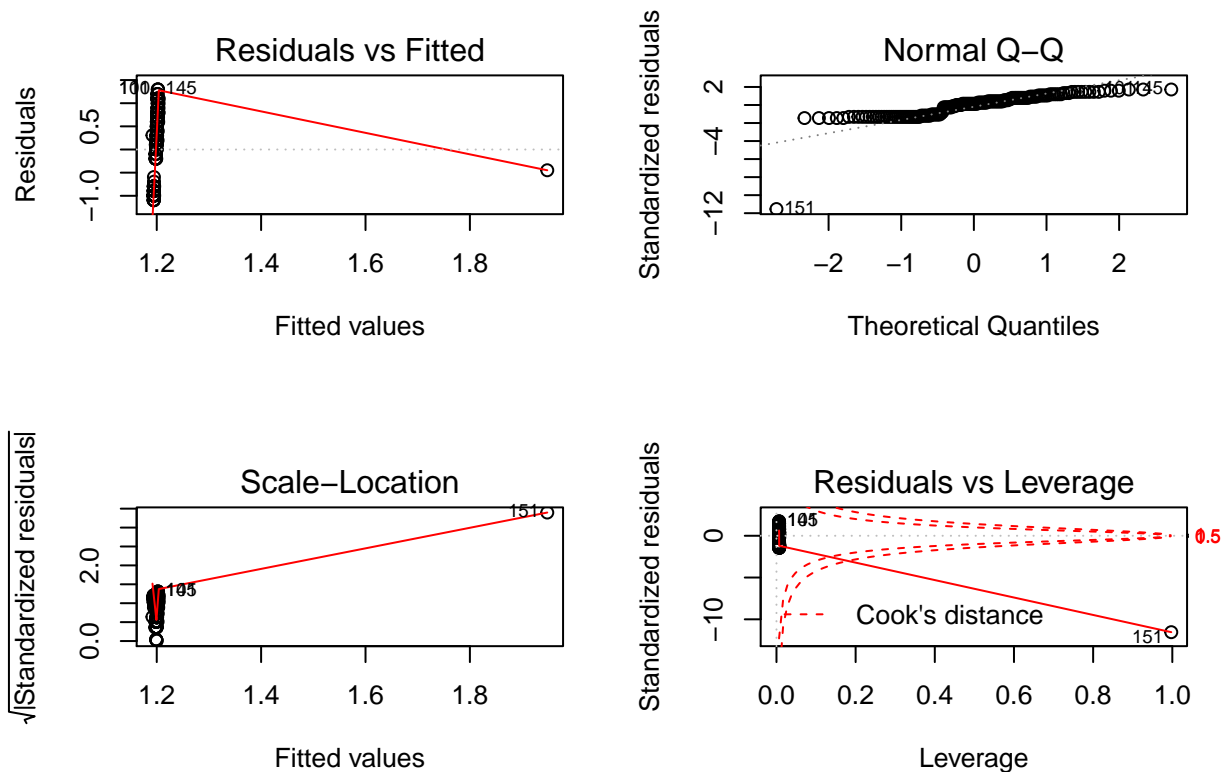 Residuals vs Fitted
Residuals
0.5
−1.0
145
1.2 1.4 1.6 1.8
Fitted values
Normal Q−Q
Standardized residuals
2
−4
−12
145
151
−2 −1 0 1 2
Theoretical Quantiles
Scale−Location
√|Standardized residuals|
2.0
0.0
151
1.2 1.4 1.6 1.8
Fitted values
Residuals vs Leverage
Standardized residuals
0
−10
Cook's distance
151
0.0 0.2 0.4 0.6 0.8 1.0
Leverage